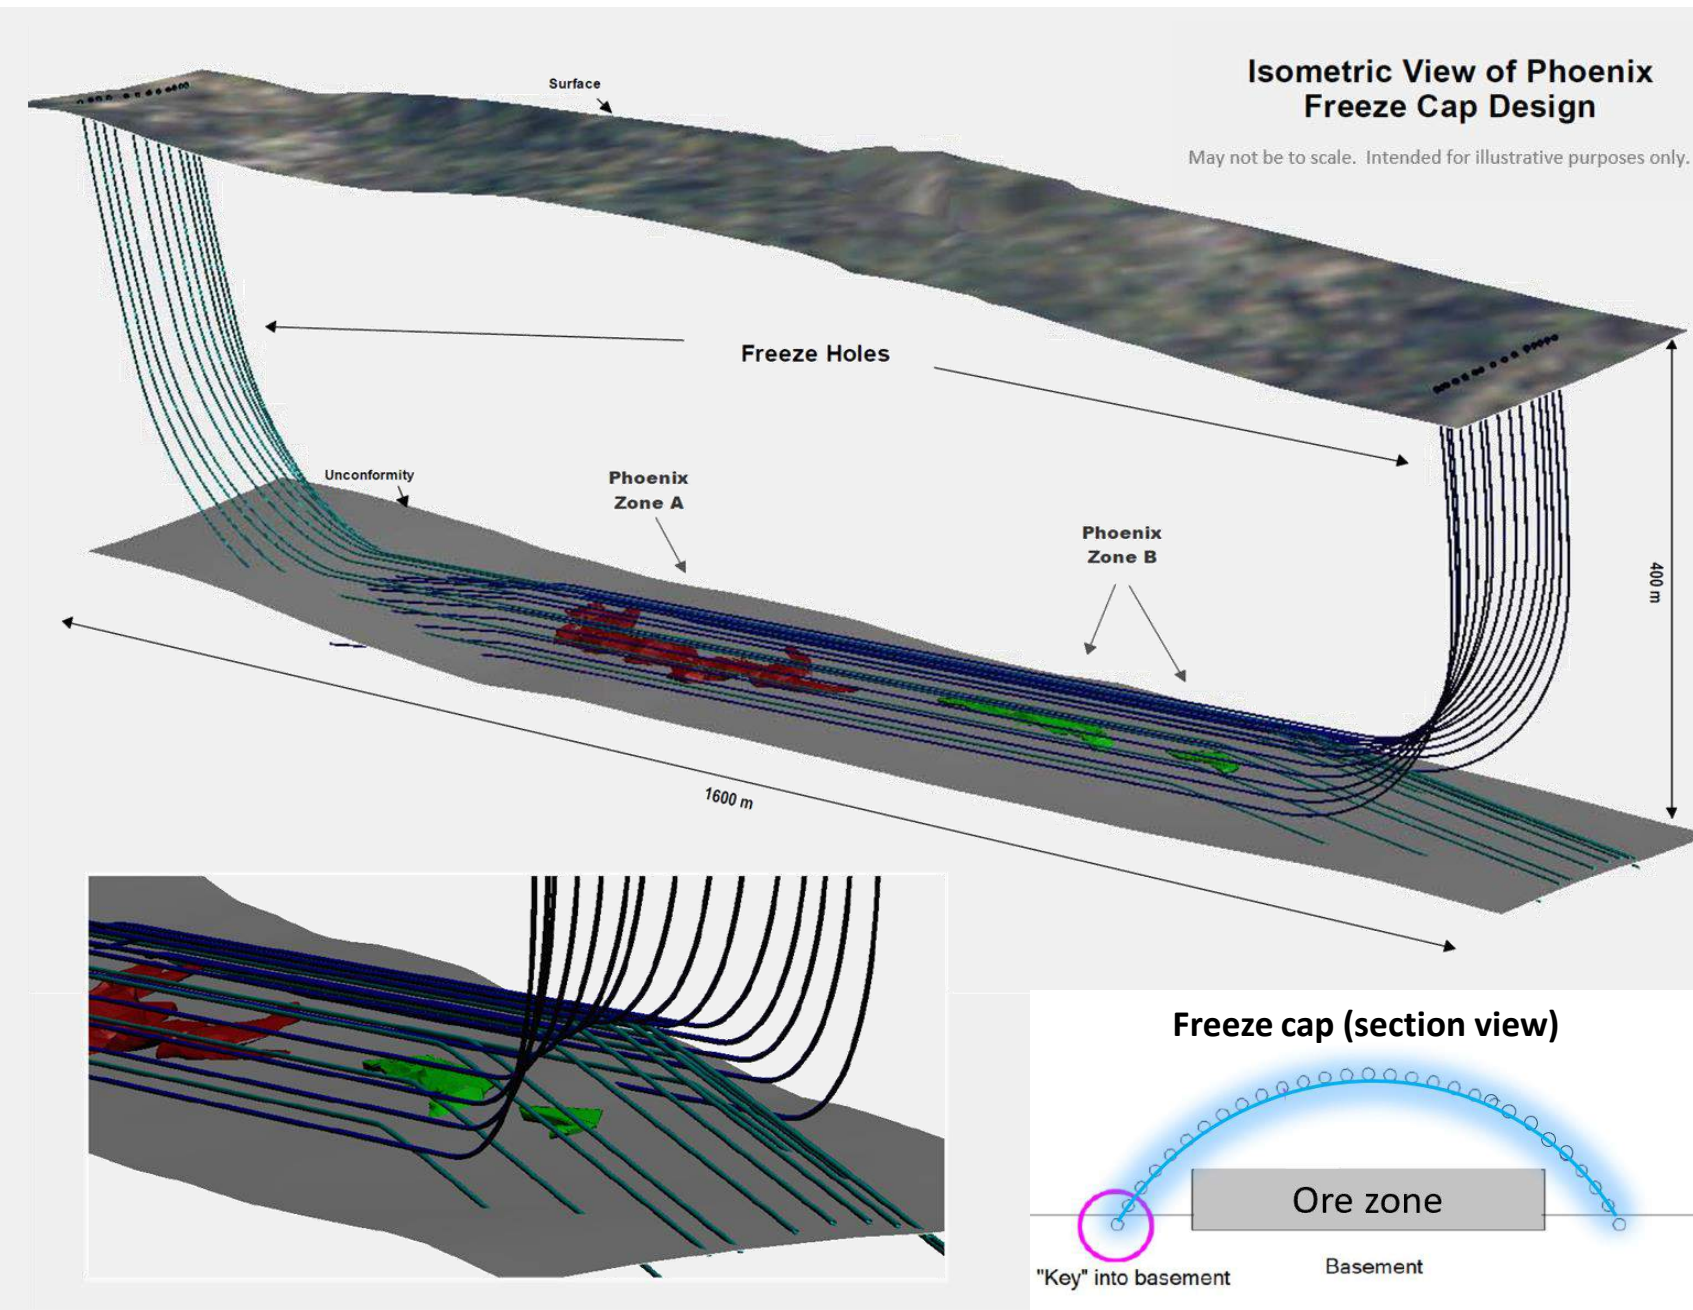 Isometric View of Phoenix
Freeze Cap Design
May not be to scale.  Intended for illustrative purposes only.
Surface
Freeze Holes
Unconformity
Phoenix
Zone A
Phoenix
Zone B
400 m
1600 m
Freeze cap (section view)
Ore zone
"Key" into basement
Basement